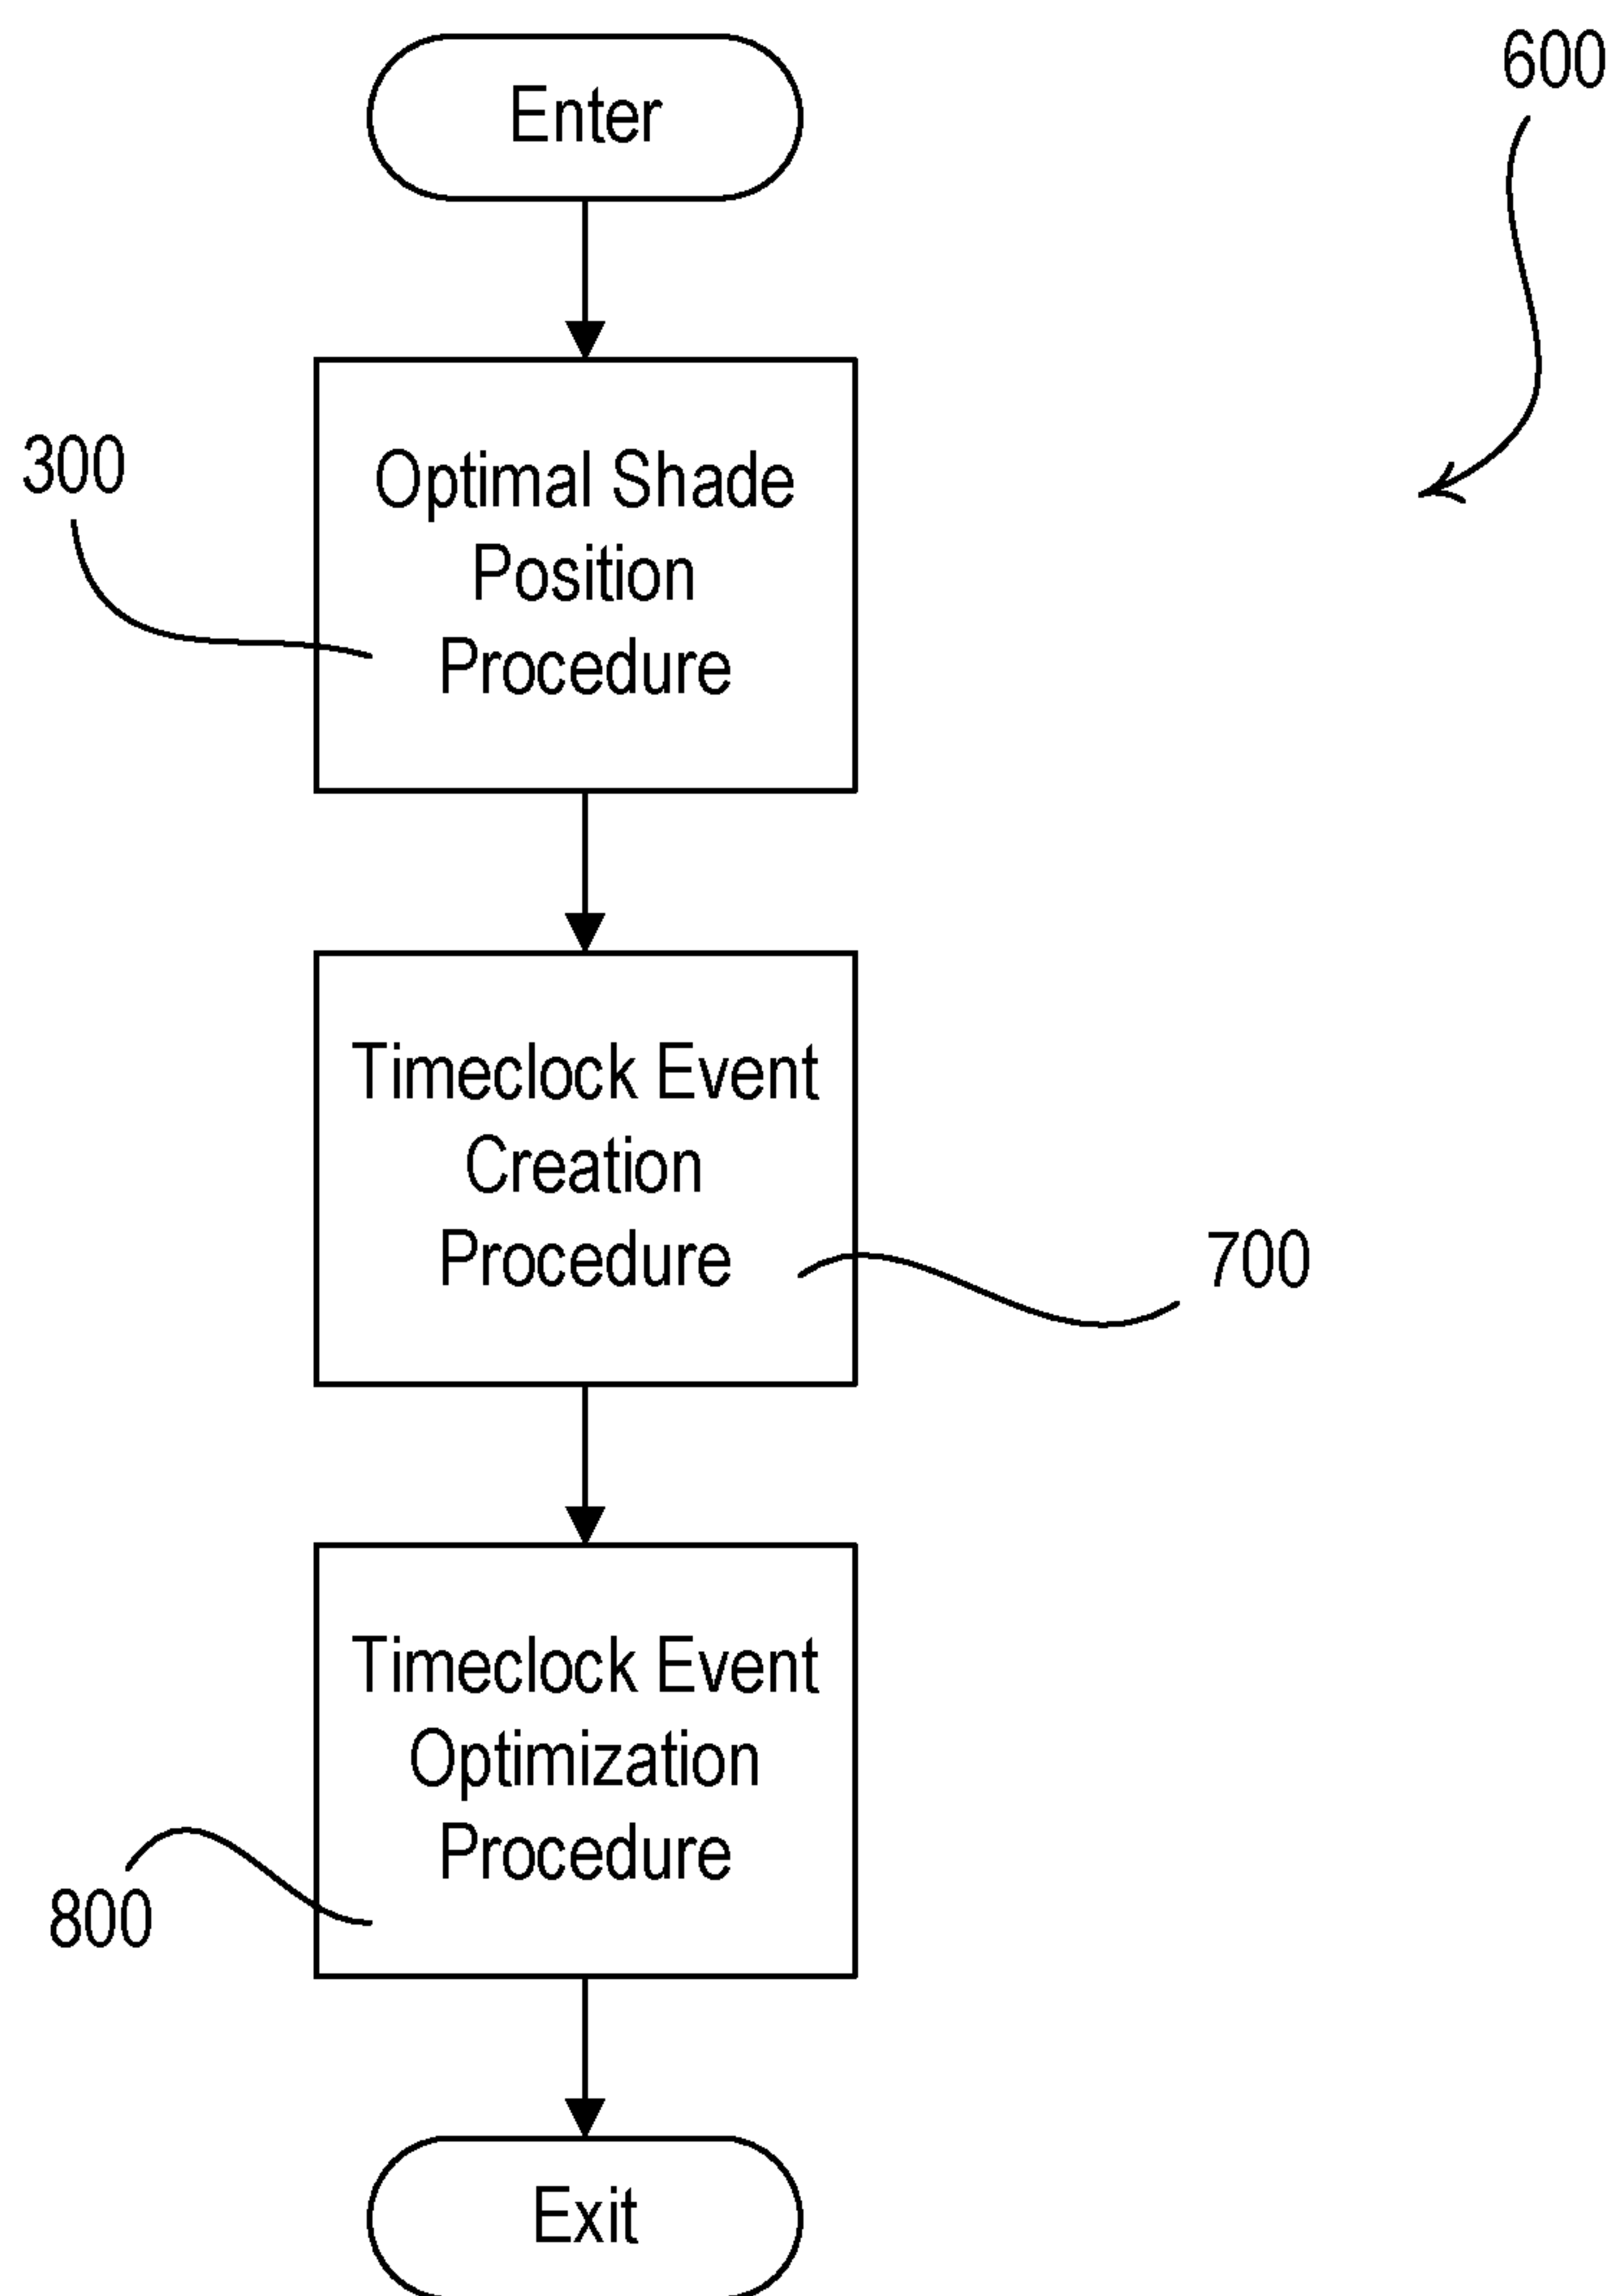 Enter
600
300
Optimal Shade
Position
Procedure
Timeclock Event
Creation
Procedure
700
Timeclock Event
Optimization
Procedure
800
Exit